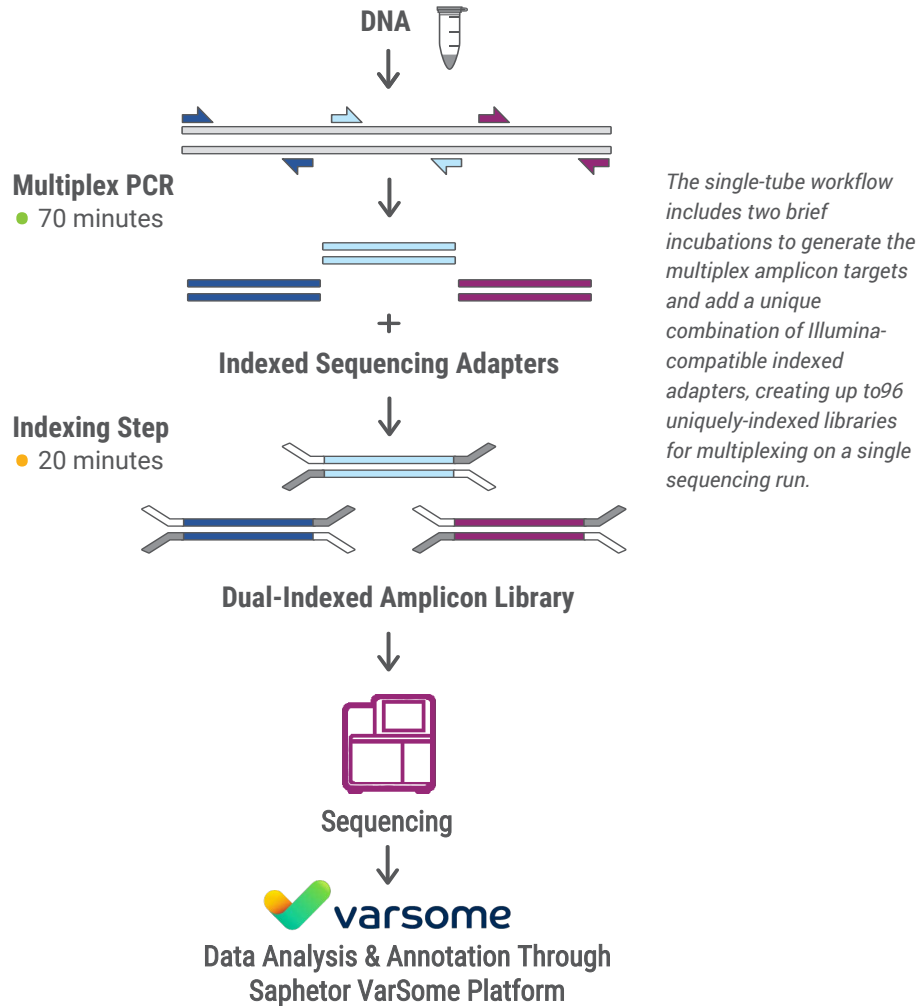 DNA
Multiplex PCR
70 minutes
The single-tube workflow
includes two brief
incubations to generate the
multiplex amplicon targets
and add a unique
combination of Illumina-
compatible indexed
adapters, creating up to96
uniquely-indexed libraries
for multiplexing on a single
sequencing run.
+
Indexed Sequencing Adapters
Indexing Step
20 minutes
Dual-Indexed Amplicon Library
Sequencing
varsome
Data Analysis & Annotation Through
Saphetor VarSome Platform